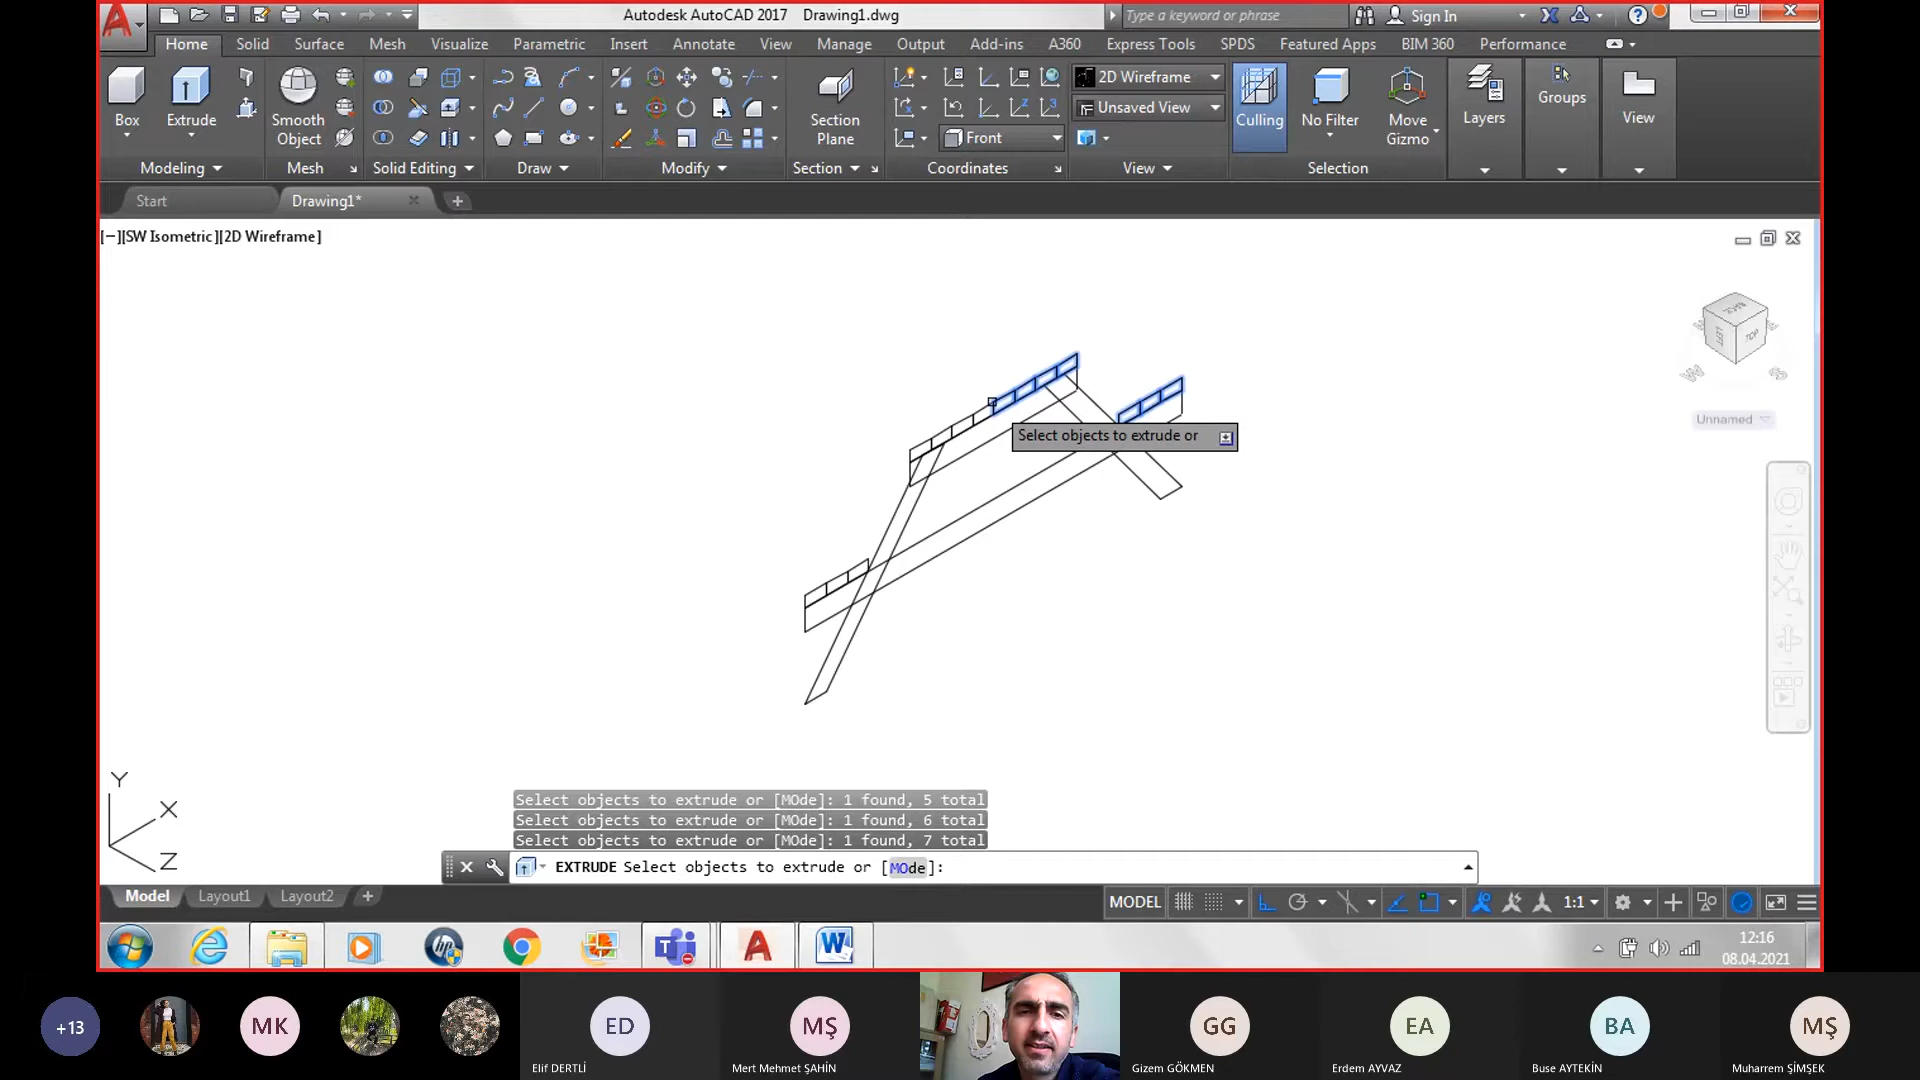 Autodesk AutoCAD 2017 Drawing1.dwg
Type a keyword or phrase
Sign In
Home Solid Surface Mesh Visualize Parametric Insert Annotate View Manage Output Add-ins A360 Express Tools SPDS Featured Apps BIM 360 Performance
Box
Extrude
Smooth
Object
Section
Plane
Front
2D Wireframe
Unsaved View
Culling
No Filter
Move
Gizmo
Layers
Groups
View
Modeling
Mesh
Solid Editing
Draw
Modify
Section
Coordinates
View
Selection
Start
Drawing1*
[−][SW Isometric][2D Wireframe]
TOP
S
W
S
Unnamed
Select objects to extrude or
Y
X
Z
Select objects to extrude or [MOde]: 1 found, 5 total
Select objects to extrude or [MOde]: 1 found, 6 total
Select objects to extrude or [MOde]: 1 found, 7 total
EXTRUDE Select objects to extrude or [MOde]:
Model Layout1 Layout2
MODEL
1:1
12:16
08.04.2021
+13
MK
ED
MŞ
GG
EA
BA
MŞ
Elif DERTLİ
Mert Mehmet ŞAHİN
Gizem GÖKMEN
Erdem AYVAZ
Buse AYTEKİN
Muharrem ŞİMŞEK